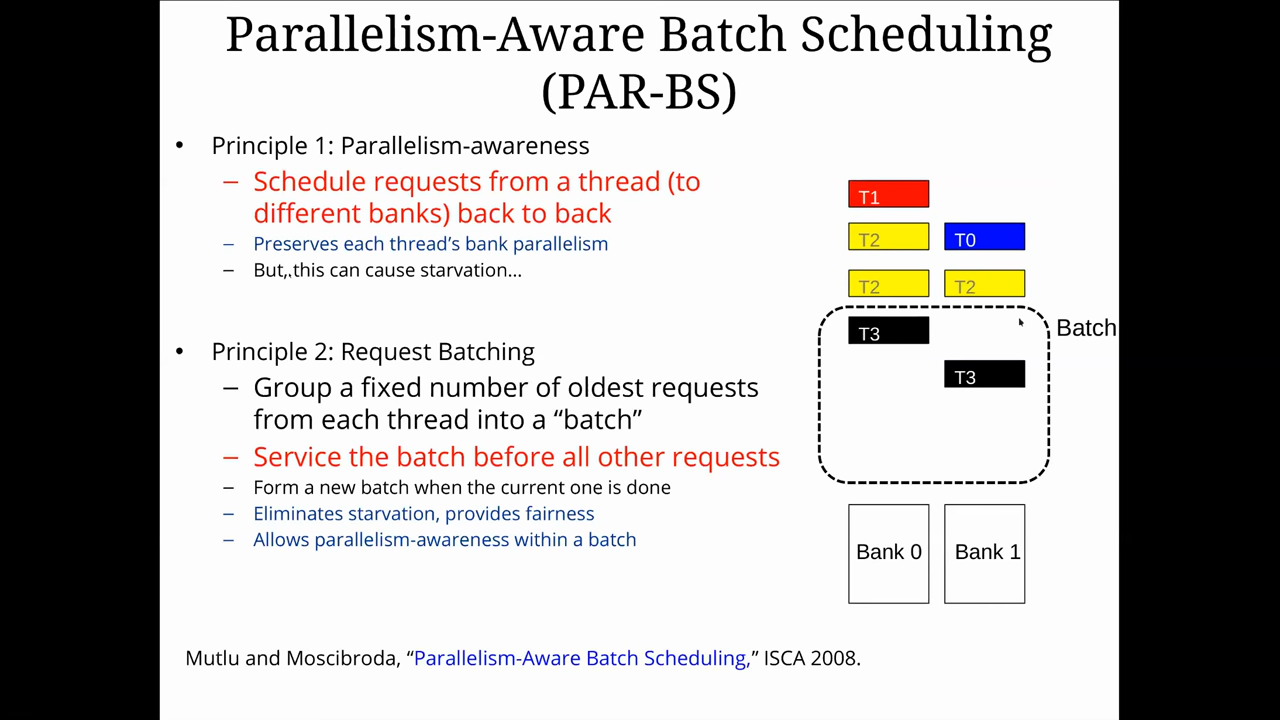 Parallelism-Aware Batch Scheduling
(PAR-BS)
• Principle 1: Parallelism-awareness
– Schedule requests from a thread (to
different banks) back to back
– Preserves each thread's bank parallelism
– But, this can cause starvation…
• Principle 2: Request Batching
– Group a fixed number of oldest requests
from each thread into a “batch”
– Service the batch before all other requests
– Form a new batch when the current one is done
– Eliminates starvation, provides fairness
– Allows parallelism-awareness within a batch
T1
T2 T0
T2 T2
T3 Batch
T3
Bank 0 Bank 1
Mutlu and Moscibroda, “Parallelism-Aware Batch Scheduling,” ISCA 2008.